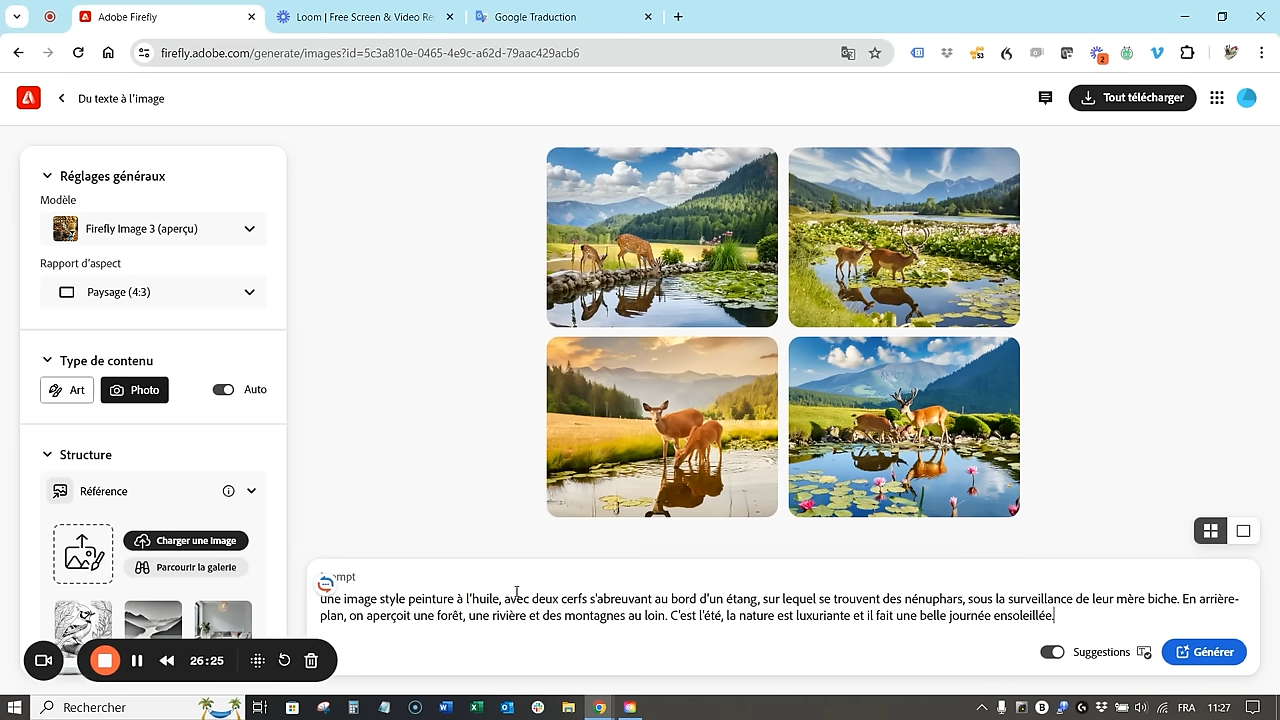 Adobe Firefly
Loom | Free Screen & Video Re
Google Traduction
firefly.adobe.com/generate/images?id=5c3a810e-0465-4e9c-a62d-79aac429acb6
2
Du texte à l'image
Tout télécharger
Réglages généraux
Modèle
Firefly Image 3 (aperçu)
Rapport d'aspect
Paysage (4:3)
Type de contenu
Art
Photo
Auto
Structure
Référence
Charger une image
Parcourir la galerie
Une image style peinture à l'huile, avec deux cerfs s'abreuvant au bord d'un étang, sur lequel se trouvent des nénuphars, sous la surveillance de leur mère biche. En arrière-
plan, on aperçoit une forêt, une rivière et des montagnes au loin. C'est l'été, la nature est luxuriante et il fait une belle journée ensoleillée.
26:25
Suggestions
Générer
Rechercher
FRA
11:27